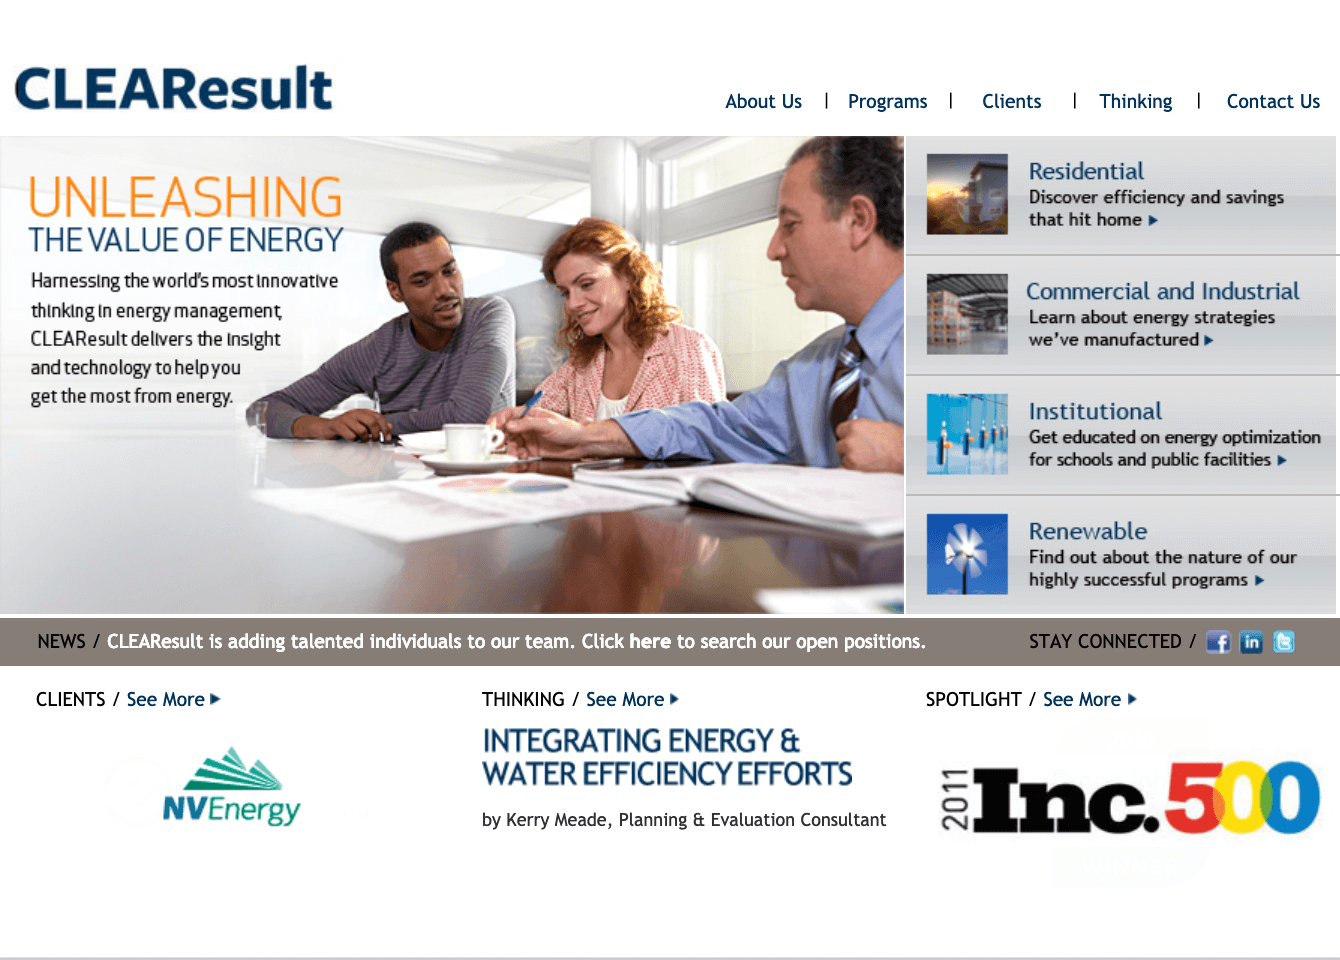 CLEAResult
About Us | Programs | Clients | Thinking | Contact Us
UNLEASHING
THE VALUE OF ENERGY
Harnessing the world's most innovative
thinking in energy management,
CLEAResult delivers the insight
and technology to help you
get the most from energy.
Residential
Discover efficiency and savings
that hit home
Commercial and Industrial
Learn about energy strategies
we've manufactured
Institutional
Get educated on energy optimization
for schools and public facilities
Renewable
Find out about the nature of our
highly successful programs
NEWS / CLEAResult is adding talented individuals to our team. Click here to search our open positions.
STAY CONNECTED / f in t
CLIENTS / See More
NVEnergy
THINKING / See More
INTEGRATING ENERGY &
WATER EFFICIENCY EFFORTS
by Kerry Meade, Planning & Evaluation Consultant
SPOTLIGHT / See More
2011 Inc.500